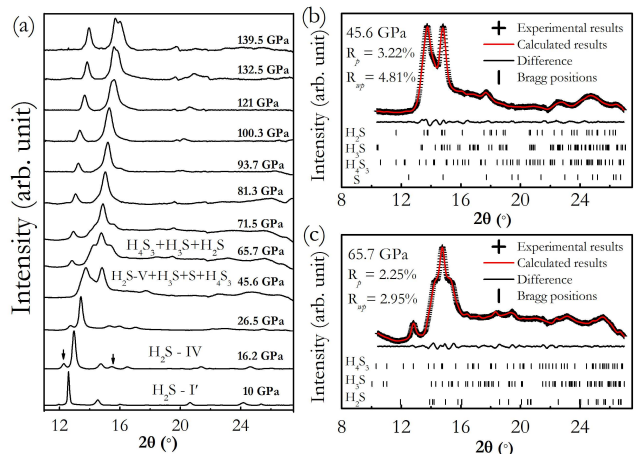 (a)
Intensity (arb. unit)
139.5 GPa
132.5 GPa
121 GPa
100.3 GPa
93.7 GPa
81.3 GPa
71.5 GPa
H₄S₃+H₃S+H₂S
65.7 GPa
H₂S-V+H₃S+S+H₄S₃
45.6 GPa
26.5 GPa
H₂S - IV
16.2 GPa
H₂S - I′
10 GPa
12 16 20 24
2θ (°)
(b)
Intensity (arb. unit)
45.6 GPa
Rp = 3.22%
Rwp = 4.81%
Experimental results
Calculated results
Difference
Bragg positions
H₂S
H₃S
H₄S₃
S
8 12 16 20 24 28
2θ (°)
(c)
Intensity (arb. unit)
65.7 GPa
Rp = 2.25%
Rwp = 2.95%
Experimental results
Calculated results
Difference
Bragg positions
H₄S₃
H₃S
H₂S
8 12 16 20 24 28
2θ (°)